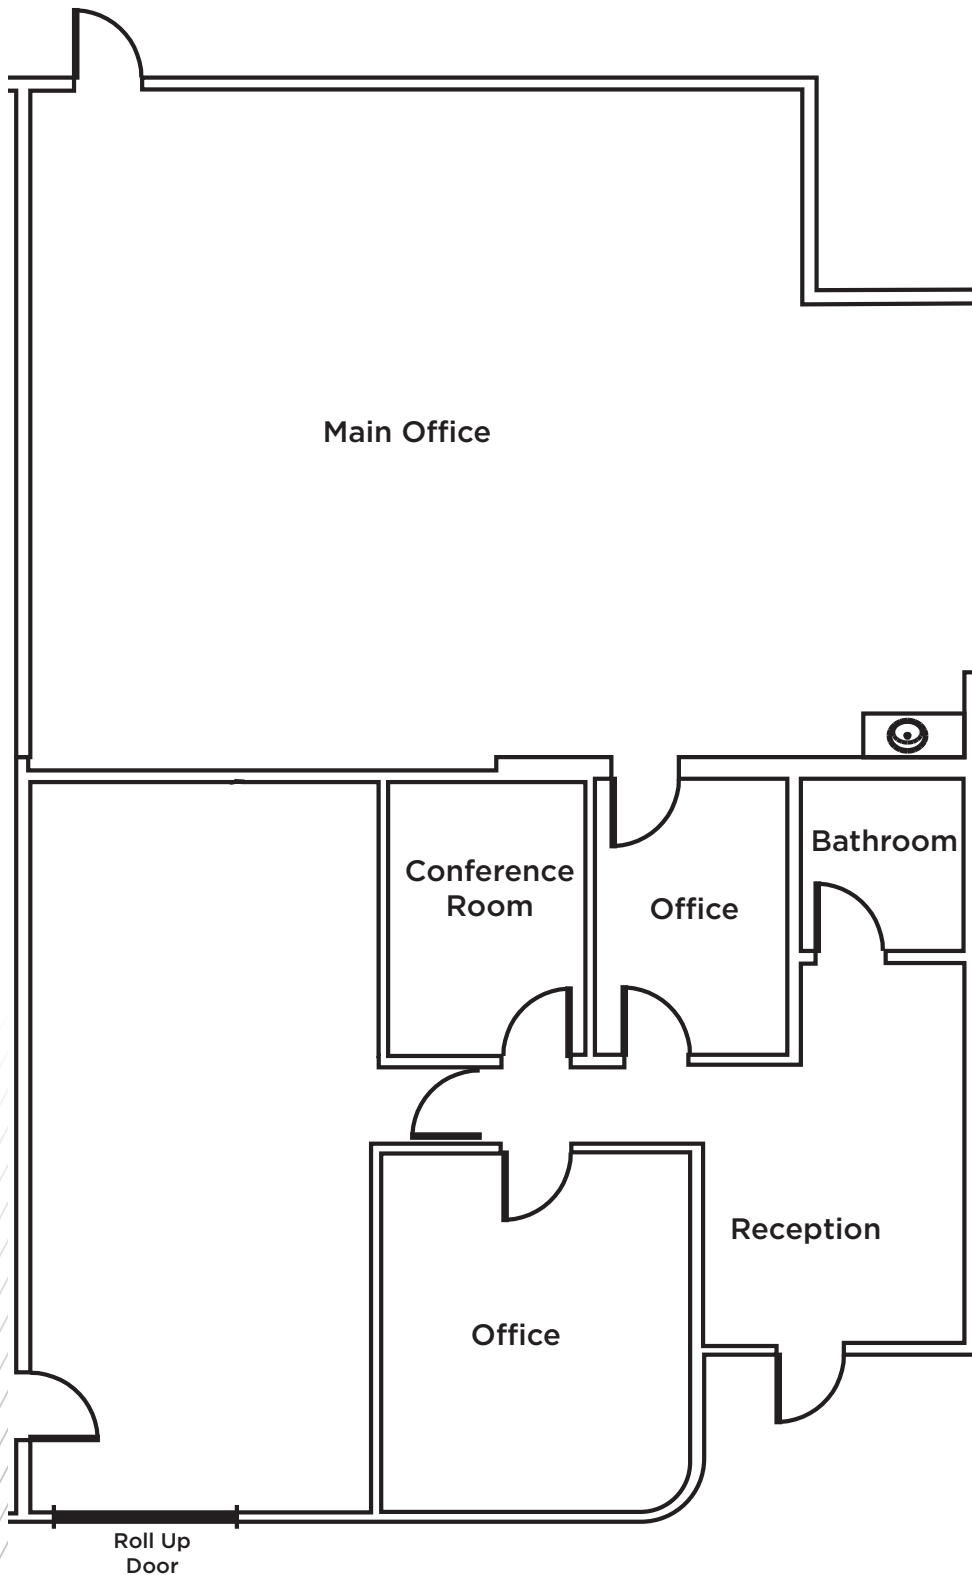 Main Office
Conference
Room
Office
Bathroom
Reception
Office
Roll Up
Door